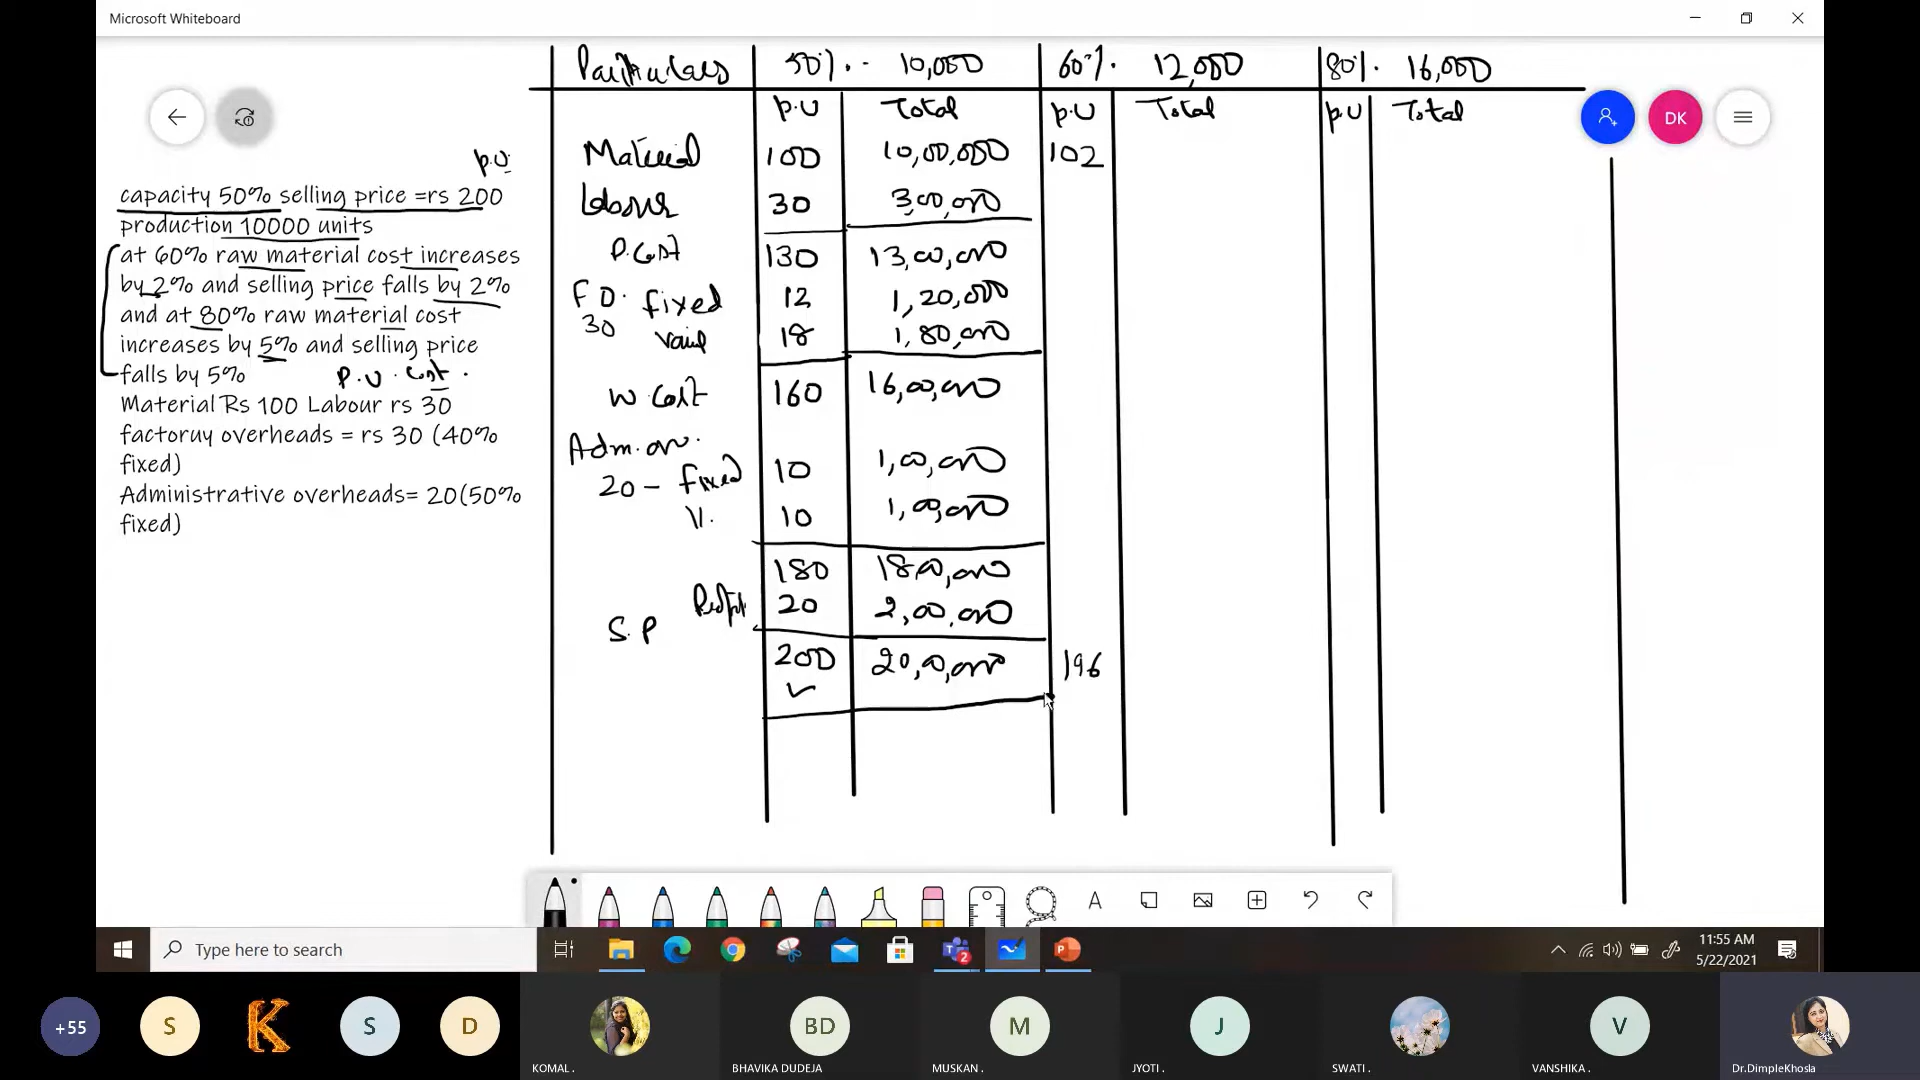 Microsoft Whiteboard
Particulars 50% - 10,000 60% - 12,000 80% - 16,000
p.u Total p.u Total p.u Total
Material 100 10,00,000 102
Labour 30 3,00,000
P.Cost 130 13,00,000
F O. fixed 12 1,20,000
30 18 1,80,000
W.Cost 160 16,00,000
Adm.ov.
20 - fixed 10 1,00,000
V. 10 1,00,000
180 18,00,000
Profit 20 2,00,000
S.P
200 20,00,000 196
p.u.
capacity 50% selling price =rs 200
production 10000 units
at 60% raw material cost increases
by 2% and selling price falls by 2%
and at 80% raw material cost
increases by 5% and selling price
falls by 5% P.U. Cost.
Material Rs 100 Labour rs 30
factoruy overheads = rs 30 (40%
fixed)
Administrative overheads= 20(50%
fixed)
DK
A
Type here to search
2
11:55 AM
5/22/2021
+55
S
K
S
D
BD
M
J
V
KOMAL .
BHAVIKA DUDEJA
MUSKAN .
JYOTI .
SWATI .
VANSHIKA .
Dr.DimpleKhosla